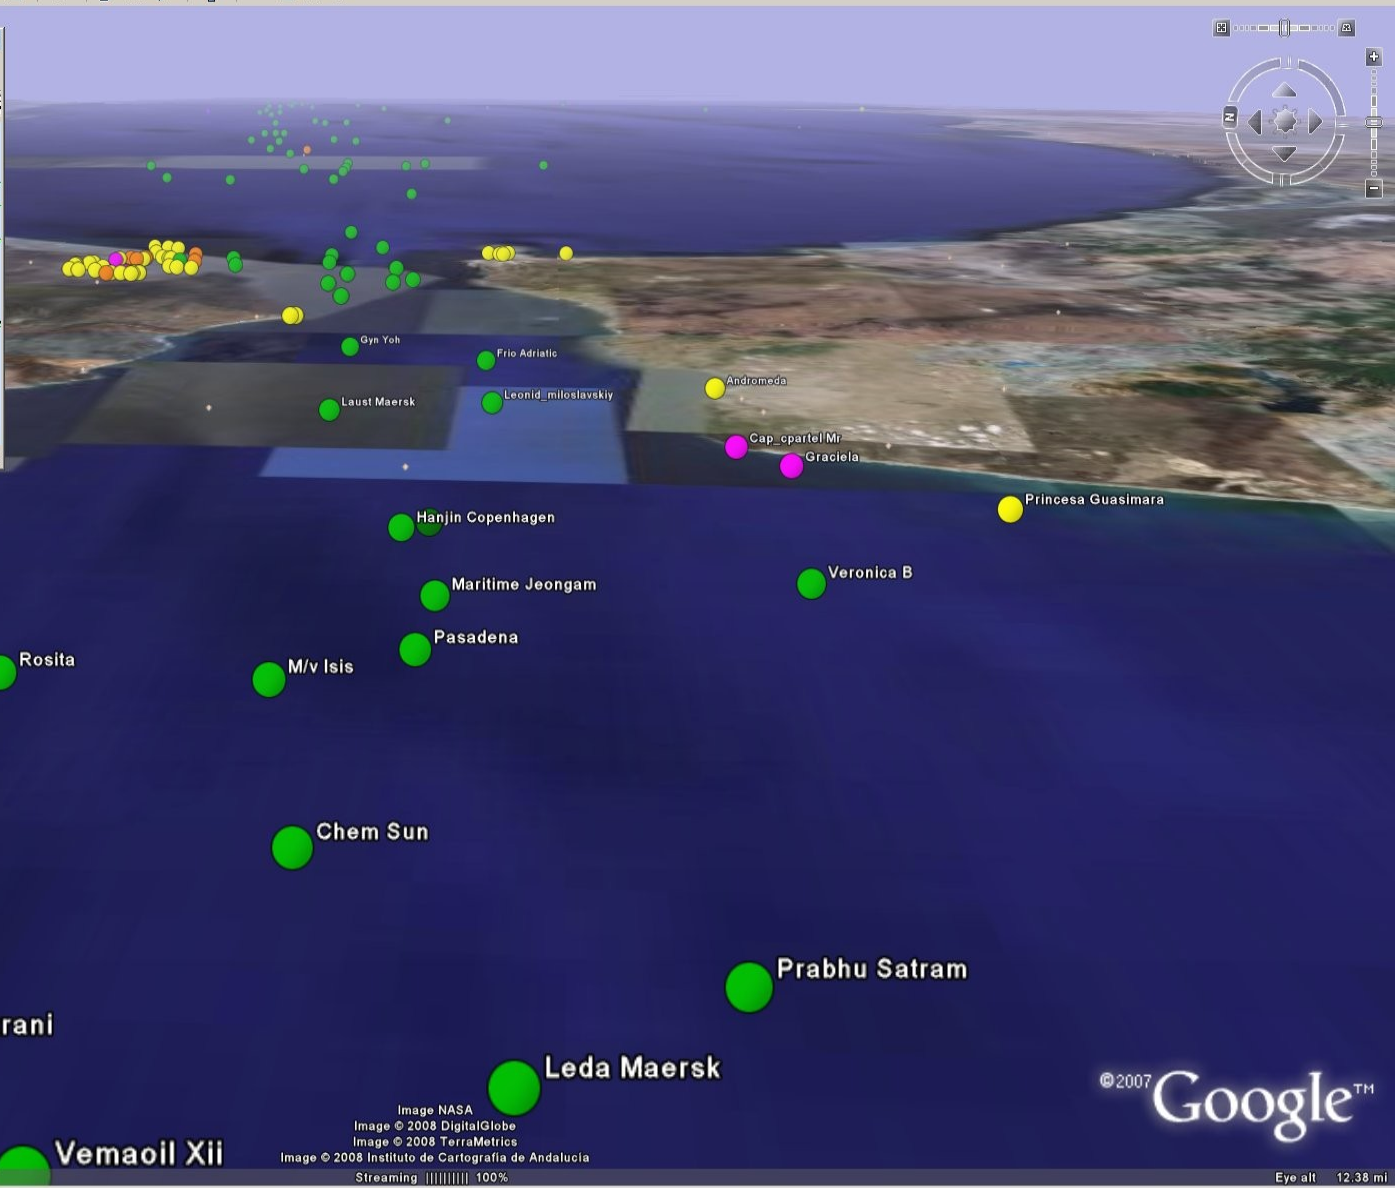 N
Gyn Yoh
Frio Adriatic
Andromeda
Leonid_miloslavskiy
Laust Maersk
Cap_cpartel Mr
Graciela
Princesa Guasimara
Hanjin Copenhagen
Veronica B
Maritime Jeongam
Pasadena
Rosita
M/v Isis
Chem Sun
Prabhu Satram
rani
Leda Maersk
©2007 Google™
Image NASA
Image © 2008 DigitalGlobe
Image © 2008 TerraMetrics
Image © 2008 Instituto de Cartografia de Andalucia
Vemaoil Xii
Streaming |||||||||| 100%
Eye alt 12.38 mi